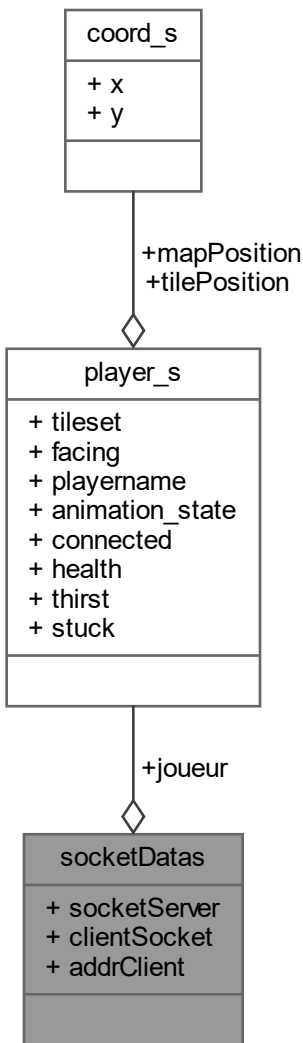 coord_s
+ x
+ y
+mapPosition
+tilePosition
player_s
+ tileset
+ facing
+ playername
+ animation_state
+ connected
+ health
+ thirst
+ stuck
+joueur
socketDatas
+ socketServer
+ clientSocket
+ addrClient